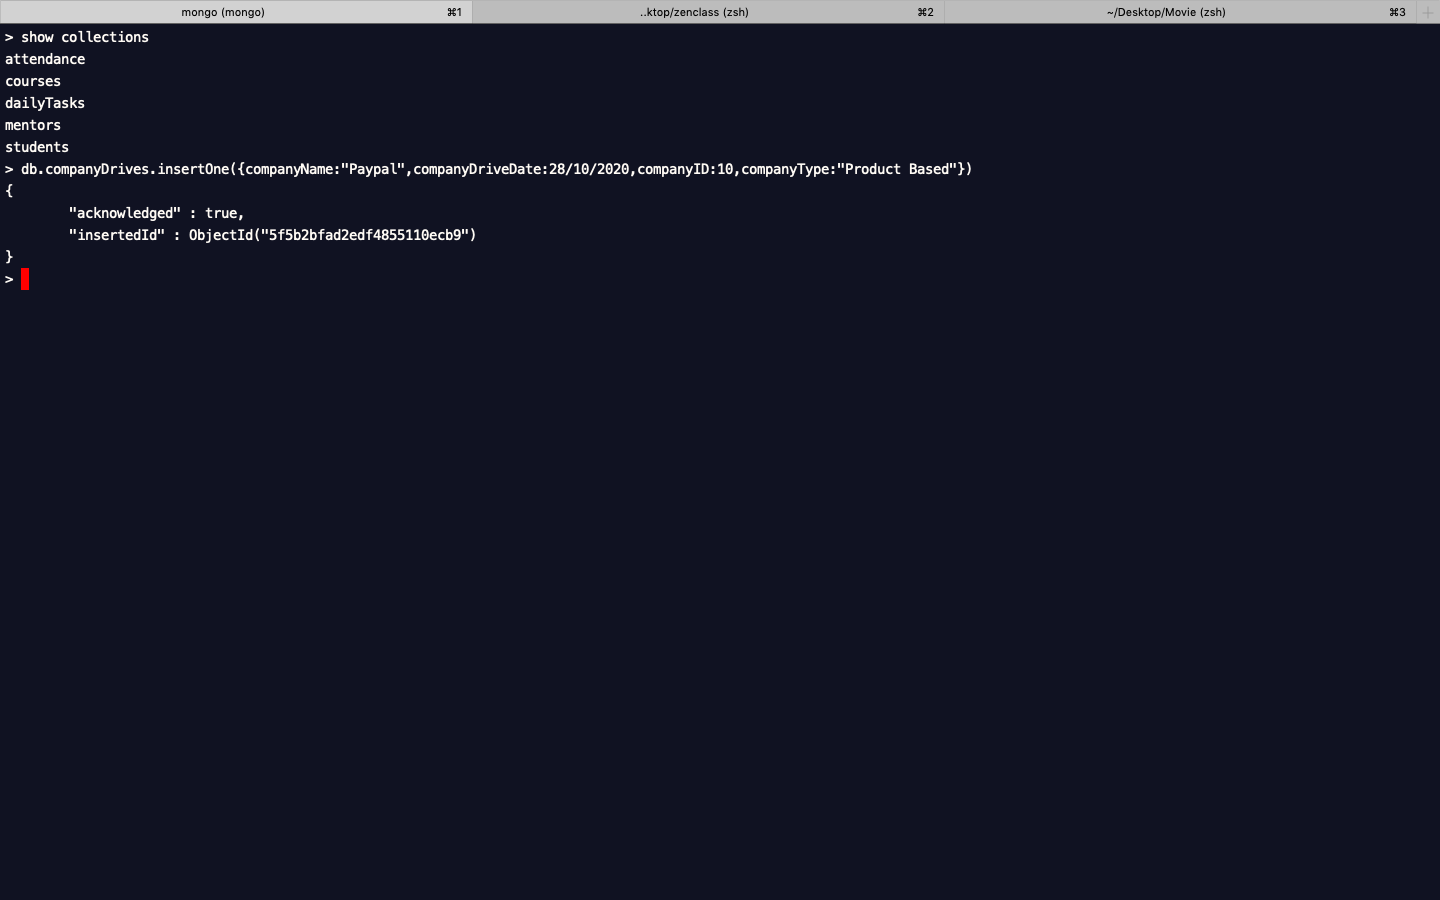 mongo (mongo) ⌘1 ..ktop/zenclass (zsh) ⌘2 ~/Desktop/Movie (zsh) ⌘3 +
> show collections
attendance
courses
dailyTasks
mentors
students
> db.companyDrives.insertOne({companyName:"Paypal",companyDriveDate:28/10/2020,companyID:10,companyType:"Product Based"})
{
        "acknowledged" : true,
        "insertedId" : ObjectId("5f5b2bfad2edf4855110ecb9")
}
>